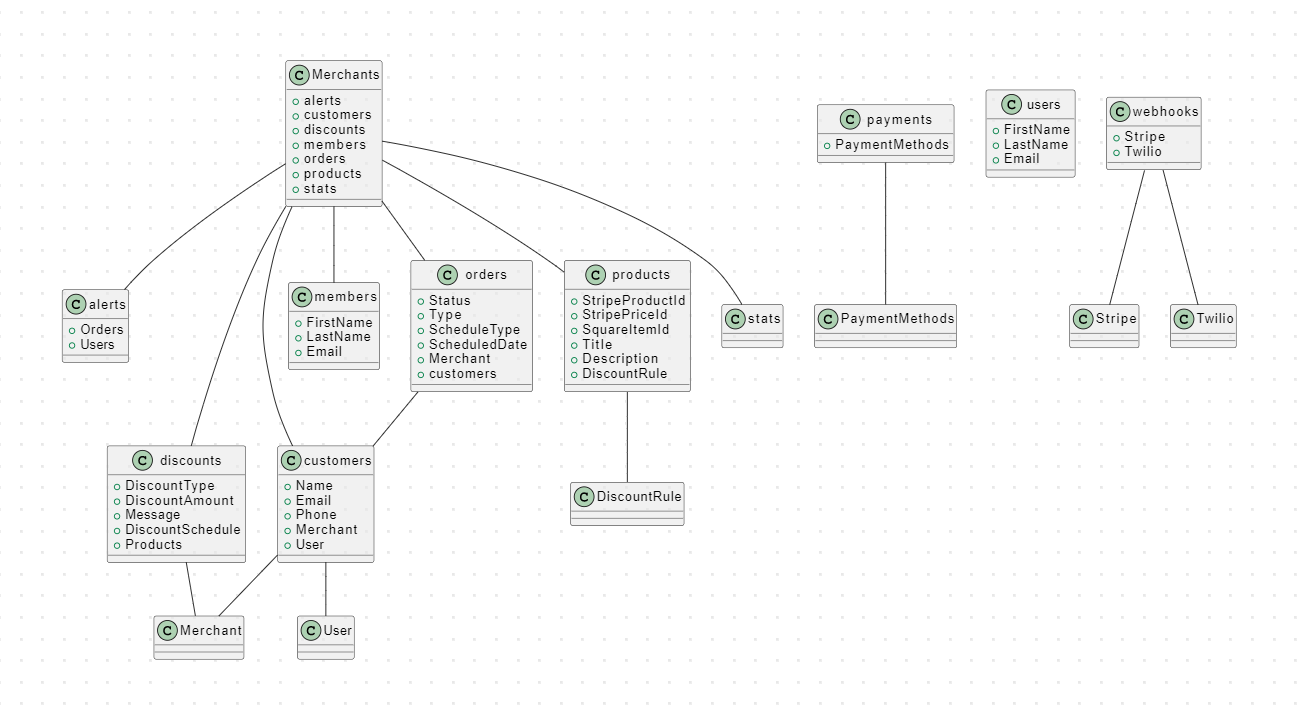 C Merchants
alerts
customers
discounts
members
orders
products
stats
C payments
PaymentMethods
C users
FirstName
LastName
Email
C webhooks
Stripe
Twilio
C alerts
Orders
Users
C members
FirstName
LastName
Email
C orders
Status
Type
ScheduleType
ScheduledDate
Merchant
customers
C products
StripeProductId
StripePriceId
SquareItemId
Title
Description
DiscountRule
C stats
C PaymentMethods
C Stripe
C Twilio
C discounts
DiscountType
DiscountAmount
Message
DiscountSchedule
Products
C customers
Name
Email
Phone
Merchant
User
C DiscountRule
C Merchant
C User